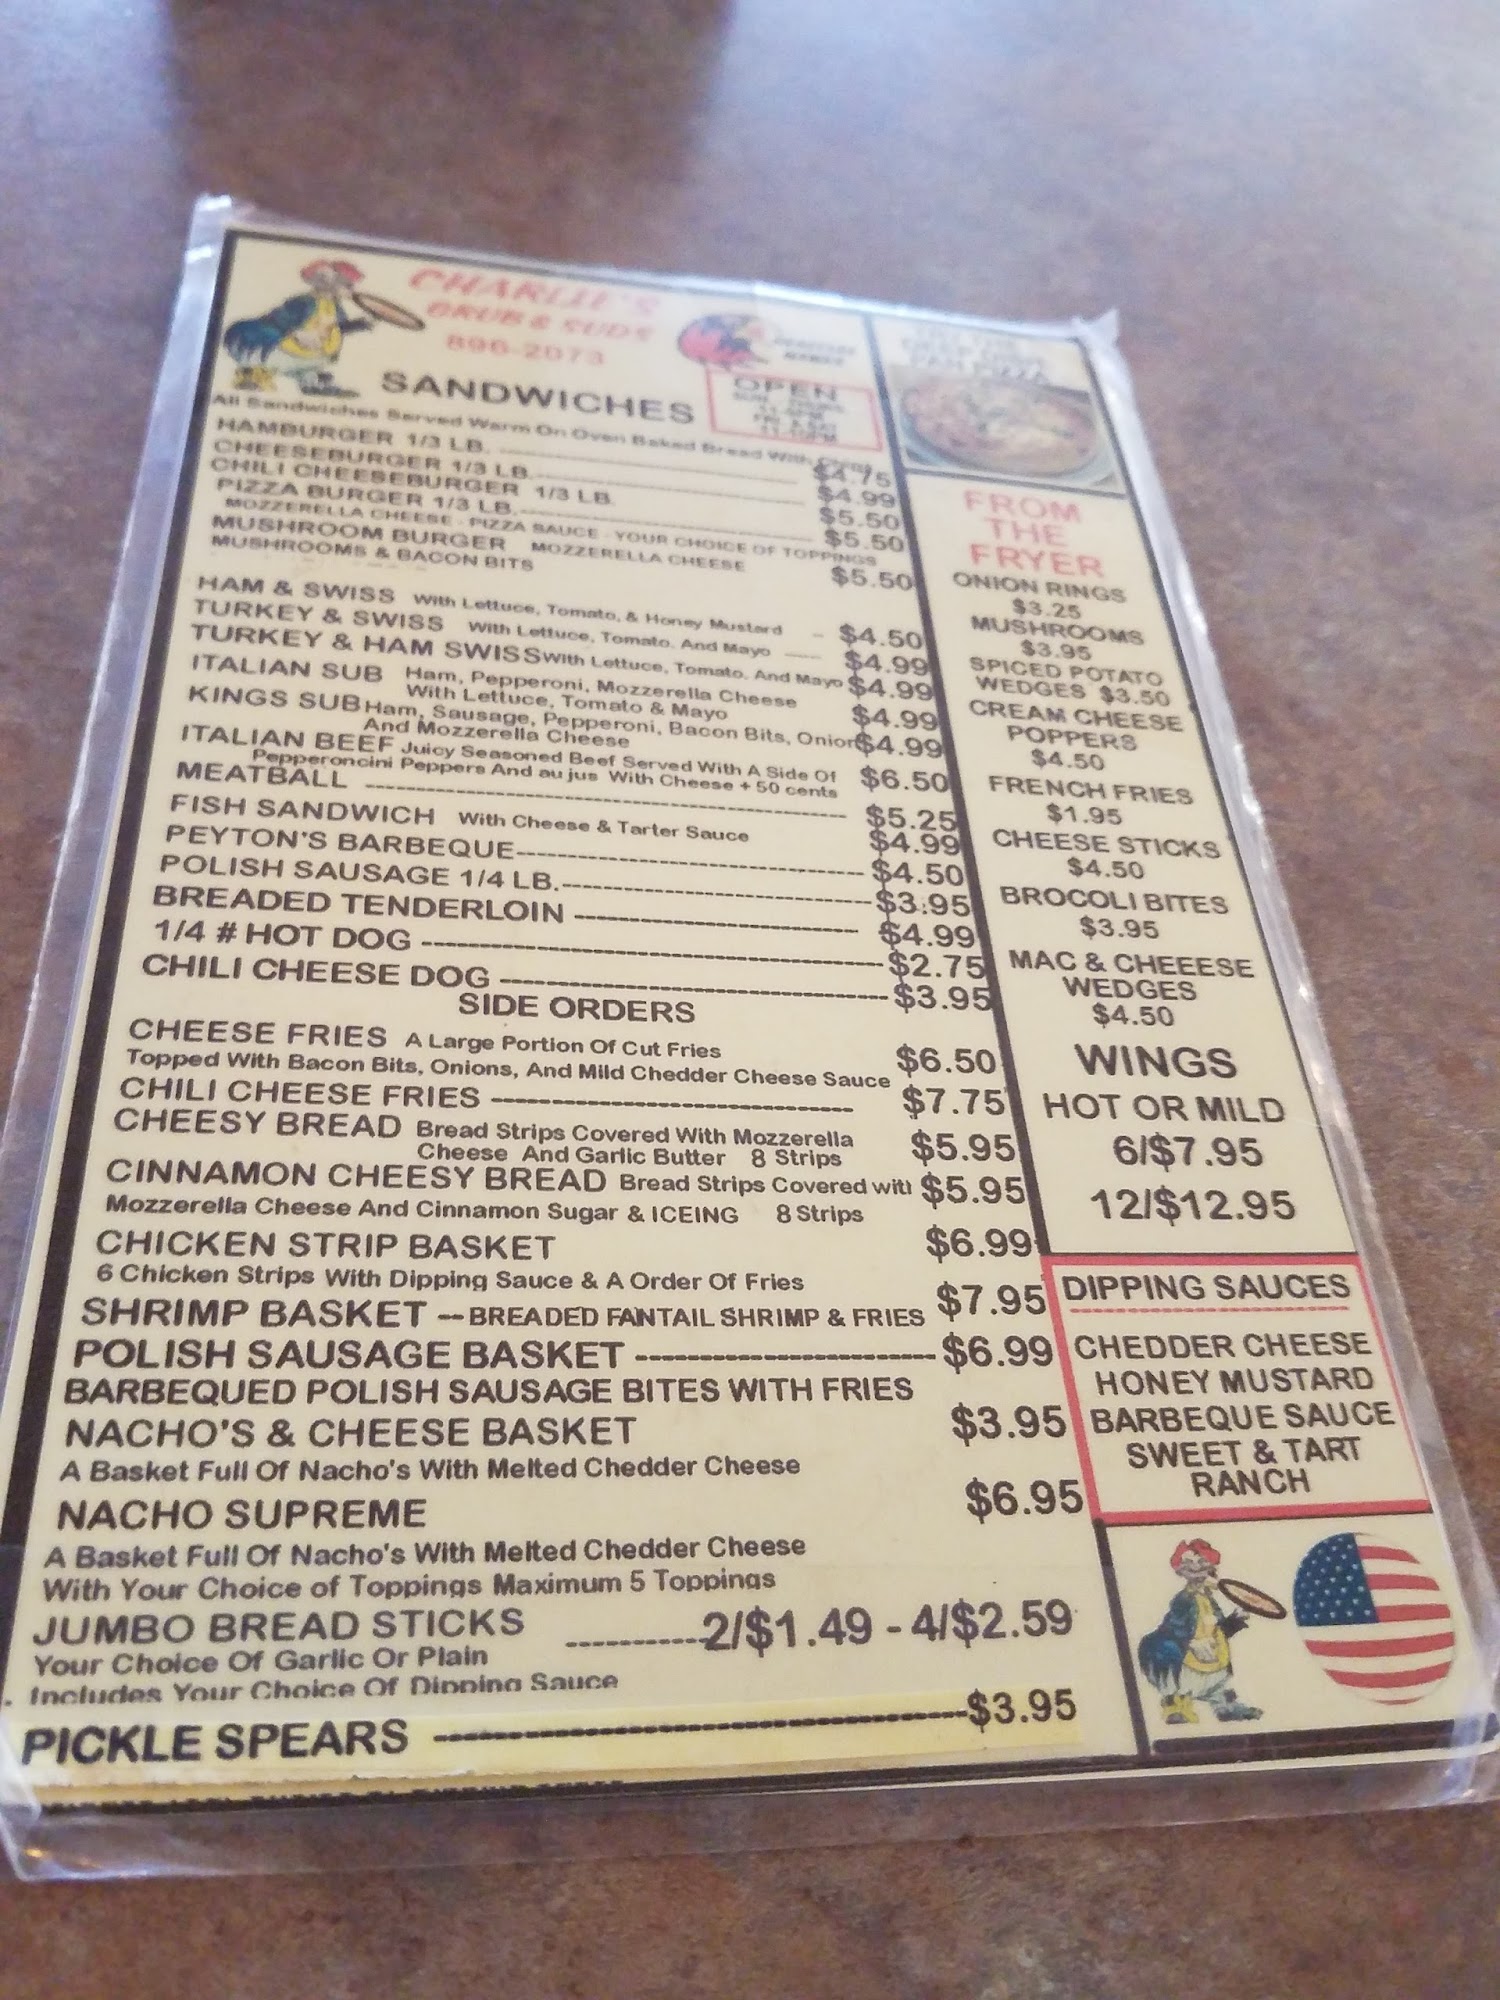 CHARLIE'S
GRUB & SUDS
896-2073
OPEN
SANDWICHES
All Sandwiches Served Warm On Oven Baked Bread With Chips
HAMBURGER 1/3 LB. $4.75
CHEESEBURGER 1/3 LB. $4.99
CHILI CHEESEBURGER 1/3 LB. $5.50
PIZZA BURGER 1/3 LB. $5.50
MOZZERELLA CHEESE - PIZZA SAUCE - YOUR CHOICE OF TOPPINGS
MUSHROOM BURGER MOZZERELLA CHEESE $5.50
MUSHROOMS & BACON BITS
HAM & SWISS With Lettuce, Tomato, & Honey Mustard $4.50
TURKEY & SWISS With Lettuce, Tomato. And Mayo $4.99
TURKEY & HAM SWISS With Lettuce, Tomato. And Mayo $4.99
ITALIAN SUB Ham, Pepperoni, Mozzerella Cheese $4.99
With Lettuce, Tomato & Mayo
KINGS SUB Ham, Sausage, Pepperoni, Bacon Bits, Onion $4.99
And Mozzerella Cheese
ITALIAN BEEF Juicy Seasoned Beef Served With A Side Of $6.50
Pepperoncini Peppers And au jus With Cheese + 50 cents
MEATBALL $5.25
FISH SANDWICH With Cheese & Tarter Sauce $4.99
PEYTON'S BARBEQUE $4.50
POLISH SAUSAGE 1/4 LB. $3.95
BREADED TENDERLOIN $4.99
1/4 # HOT DOG $2.75
CHILI CHEESE DOG $3.95
SIDE ORDERS
CHEESE FRIES A Large Portion Of Cut Fries $6.50
Topped With Bacon Bits, Onions, And Mild Chedder Cheese Sauce
CHILI CHEESE FRIES $7.75
CHEESY BREAD Bread Strips Covered With Mozzerella $5.95
Cheese And Garlic Butter 8 Strips
CINNAMON CHEESY BREAD Bread Strips Covered with $5.95
Mozzerella Cheese And Cinnamon Sugar & ICEING 8 Strips
CHICKEN STRIP BASKET $6.99
6 Chicken Strips With Dipping Sauce & A Order Of Fries
SHRIMP BASKET -- BREADED FANTAIL SHRIMP & FRIES $7.95
POLISH SAUSAGE BASKET $6.99
BARBEQUED POLISH SAUSAGE BITES WITH FRIES
NACHO'S & CHEESE BASKET $3.95
A Basket Full Of Nacho's With Melted Chedder Cheese
NACHO SUPREME $6.95
A Basket Full Of Nacho's With Melted Chedder Cheese
With Your Choice of Toppings Maximum 5 Toppings
JUMBO BREAD STICKS 2/$1.49 - 4/$2.59
Your Choice Of Garlic Or Plain
Includes Your Choice Of Dipping Sauce
PICKLE SPEARS $3.95
FROM
THE
FRYER
ONION RINGS
$3.25
MUSHROOMS
$3.95
SPICED POTATO
WEDGES $3.50
CREAM CHEESE
POPPERS
$4.50
FRENCH FRIES
$1.95
CHEESE STICKS
$4.50
BROCOLI BITES
$3.95
MAC & CHEEESE
WEDGES
$4.50
WINGS
HOT OR MILD
6/$7.95
12/$12.95
DIPPING SAUCES
CHEDDER CHEESE
HONEY MUSTARD
BARBEQUE SAUCE
SWEET & TART
RANCH